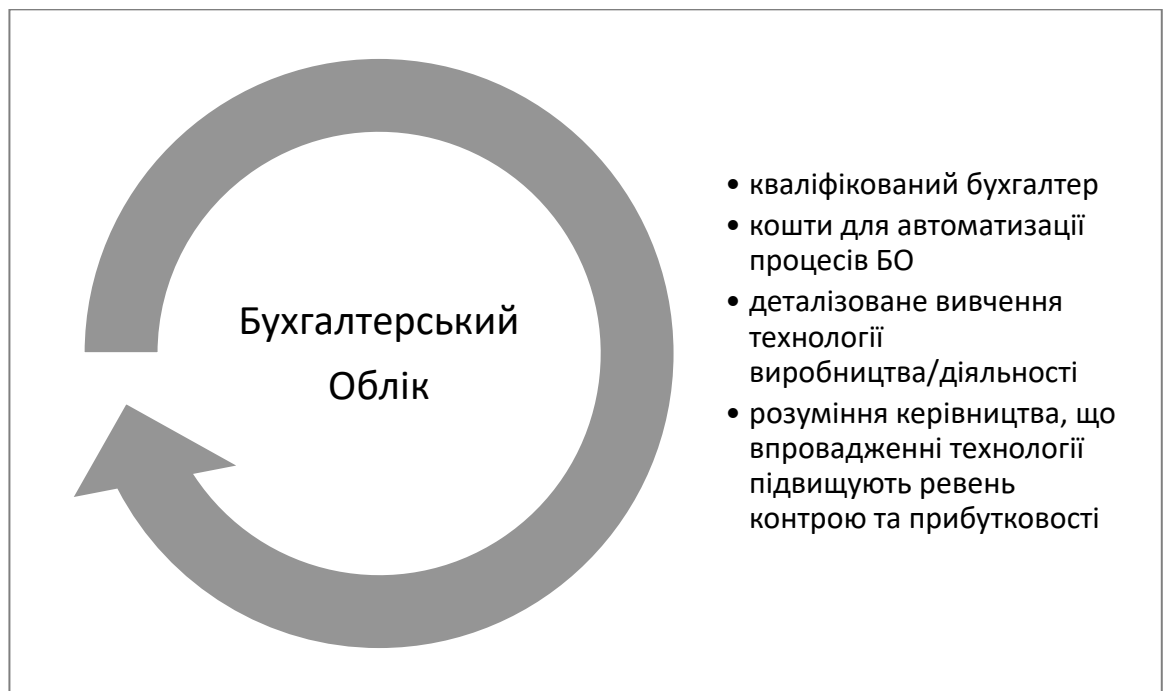 Бухгалтерський
Облік
• кваліфікований бухгалтер
• кошти для автоматизації
процесів БО
• деталізоване вивчення
технології
виробництва/діяльності
• розуміння керівництва, що
впровадженні технології
підвищують ревень
контрою та прибутковості